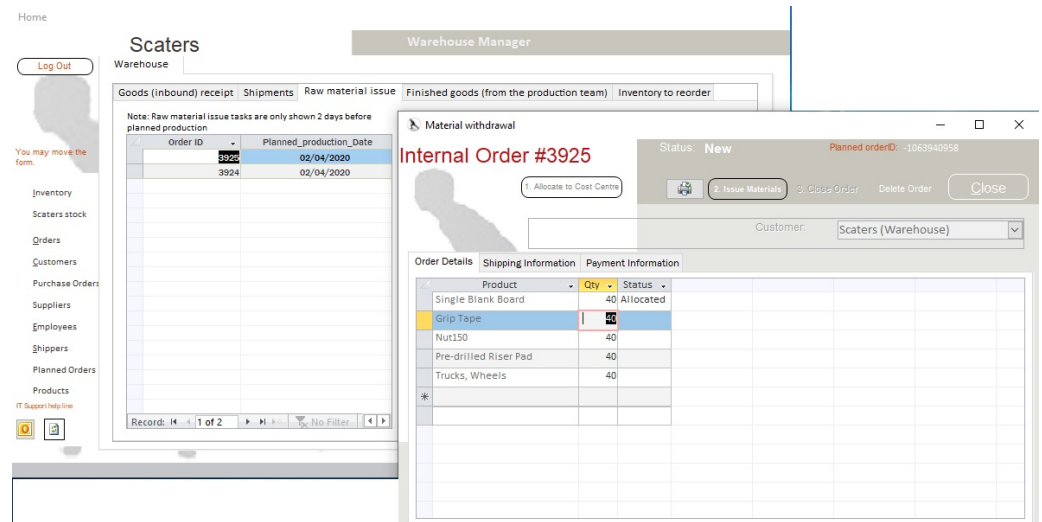 Home
Scaters
Warehouse Manager
Log Out
Warehouse
Goods (inbound) receipt Shipments Raw material issue Finished goods (from the production team) Inventory to reorder
Note: Raw material issue tasks are only shown 2 days before
planned production
Order ID Planned_production_Date
3925 02/04/2020
3924 02/04/2020
You may move the
form.
Inventory
Scaters stock
Orders
Customers
Purchase Orders
Suppliers
Employees
Shippers
Planned Orders
Products
IT Support help line
Record: 1 of 2 No Filter
Material withdrawal
Internal Order #3925
Status: New
Planned orderID: -1063940958
1. Allocate to Cost Centre
2. Issue Materials
3. Close Order
Delete Order
Close
Customer: Scaters (Warehouse)
Order Details Shipping Information Payment Information
Product Qty Status
Single Blank Board 40 Allocated
Grip Tape 40
Nut150 40
Pre-drilled Riser Pad 40
Trucks, Wheels 40